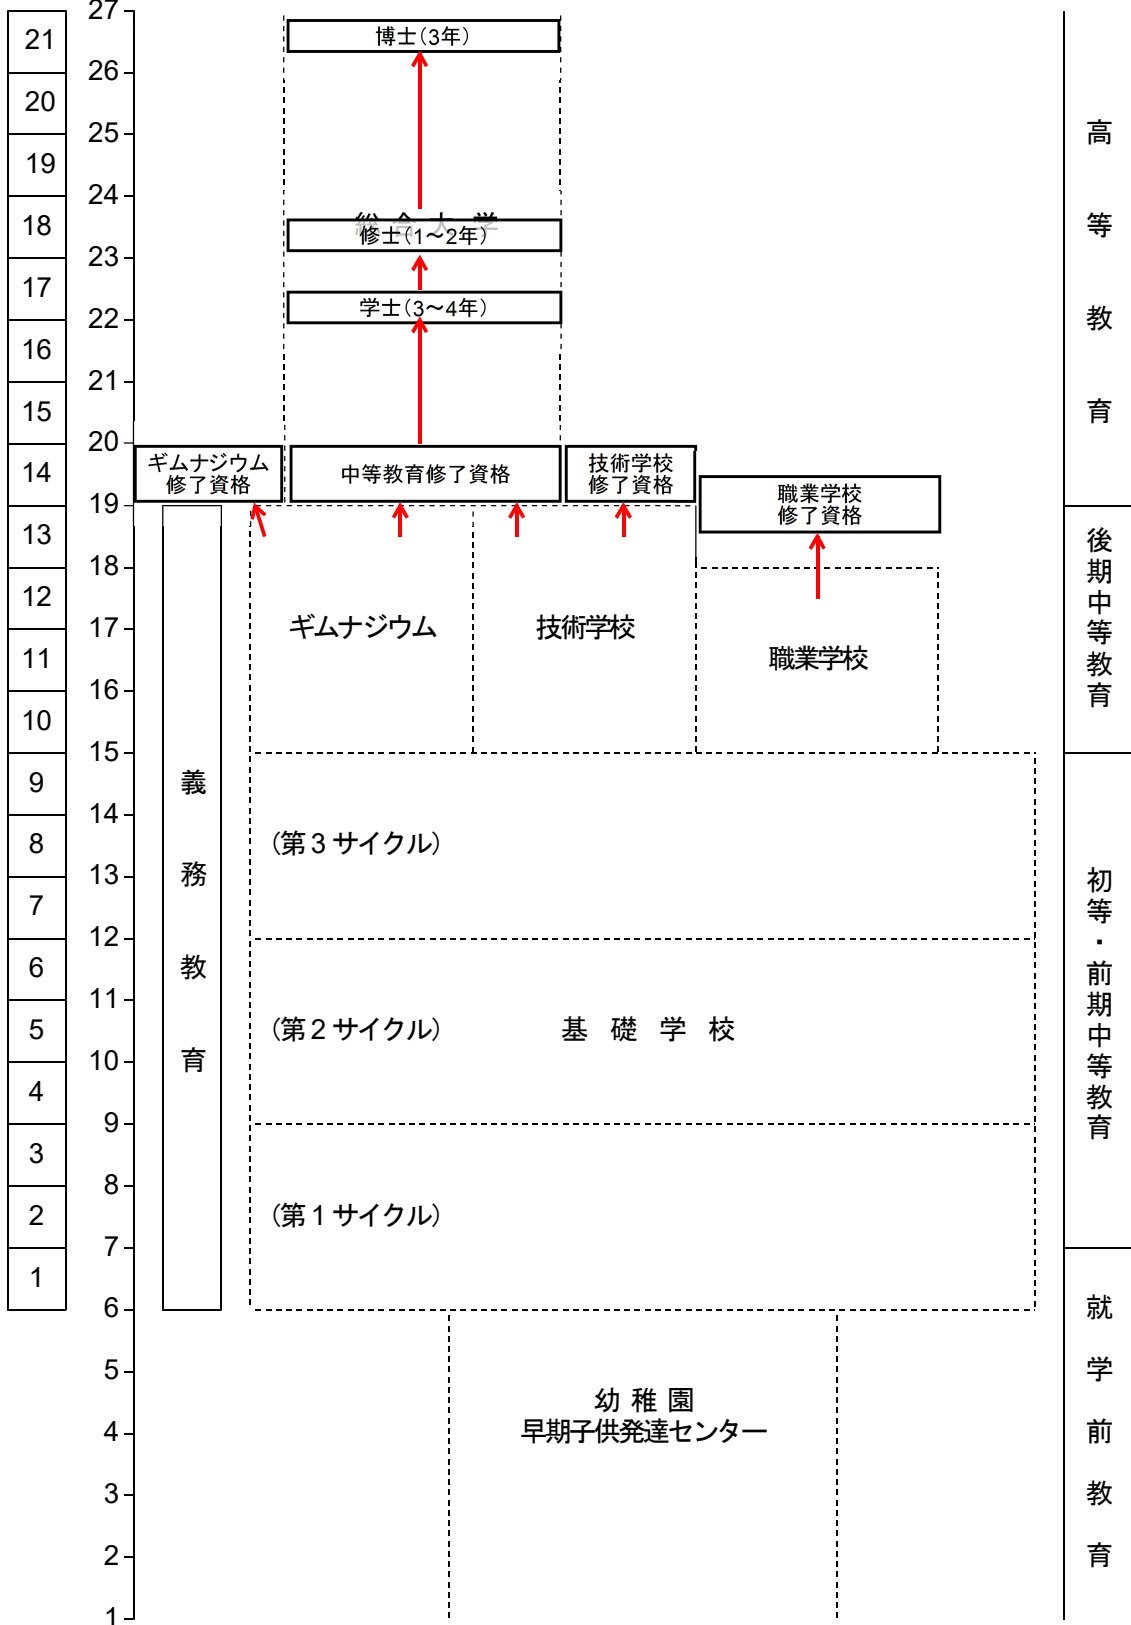 27
21
博士(3年)
26
20
25
19
24
総合大学
18
修士(1～2年)
23
17
学士(3～4年)
22
16
21
15
20
ギムナジウム
修了資格
中等教育修了資格
技術学校
修了資格
14
職業学校
修了資格
19
13
18
12
ギムナジウム
技術学校
17
11
職業学校
16
10
15
9
14
8
(第3サイクル)
13
7
12
6
11
5
(第2サイクル)
基礎学校
10
4
9
3
8
2
(第1サイクル)
7
1
6
5
幼稚園
早期子供発達センター
4
3
2
1
義務教育
高等教育
後期中等教育
初等・前期中等教育
就学前教育